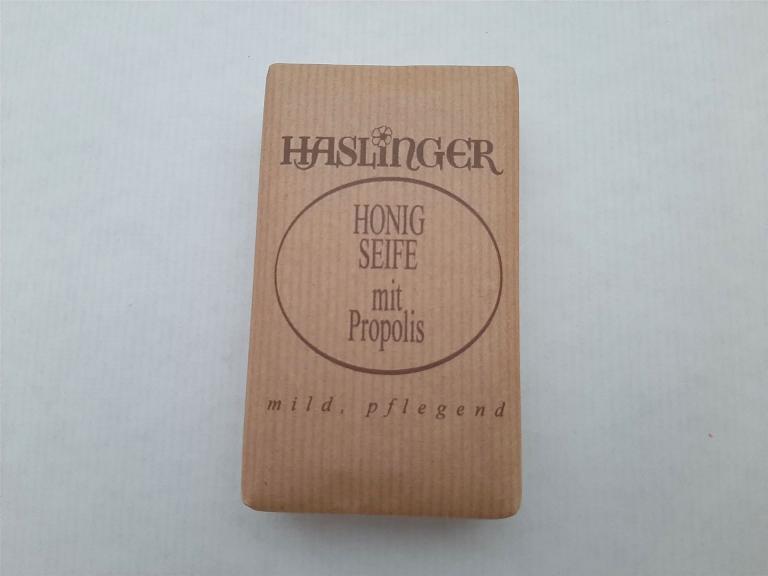 HASLINGER
HONIG
SEIFE
mit
Propolis
mild, pflegend